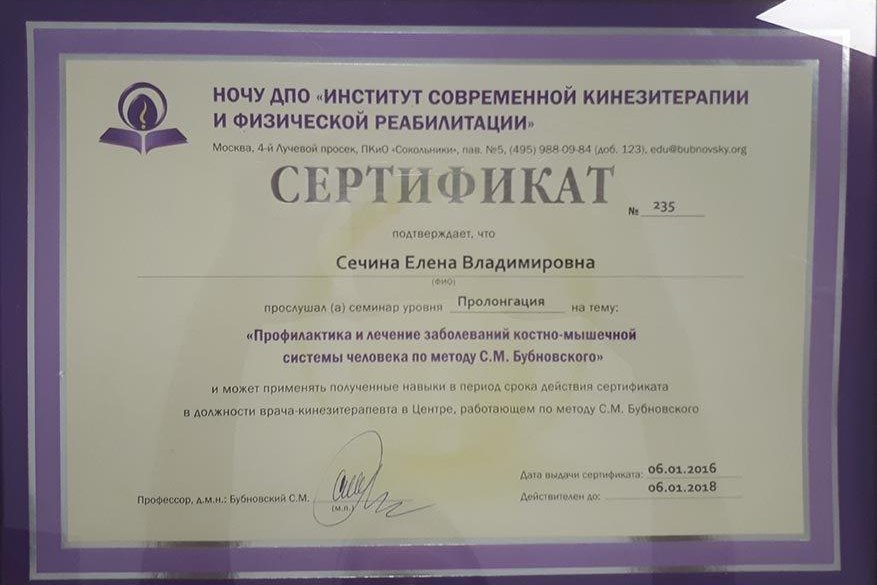 НОЧУ ДПО «ИНСТИТУТ СОВРЕМЕННОЙ КИНЕЗИТЕРАПИИ
И ФИЗИЧЕСКОЙ РЕАБИЛИТАЦИИ»
Москва, 4-й Лучевой просек, ПКиО «Сокольники», пав. №5, (495) 988-09-84 (доб. 123), edu@bubnovsky.org
СЕРТИФИКАТ
№ 235
подтверждает, что
Сечина Елена Владимировна
(ФИО)
прослушал (а) семинар уровня Пролонгация на тему:
«Профилактика и лечение заболеваний костно-мышечной
системы человека по методу С.М. Бубновского»
и может применять полученные навыки в период срока действия сертификата
в должности врача-кинезитерапевта в Центре, работающем по методу С.М. Бубновского
Дата выдачи сертификата: 06.01.2016
Действителен до: 06.01.2018
Профессор, д.м.н.: Бубновский С.М.
(м.п.)